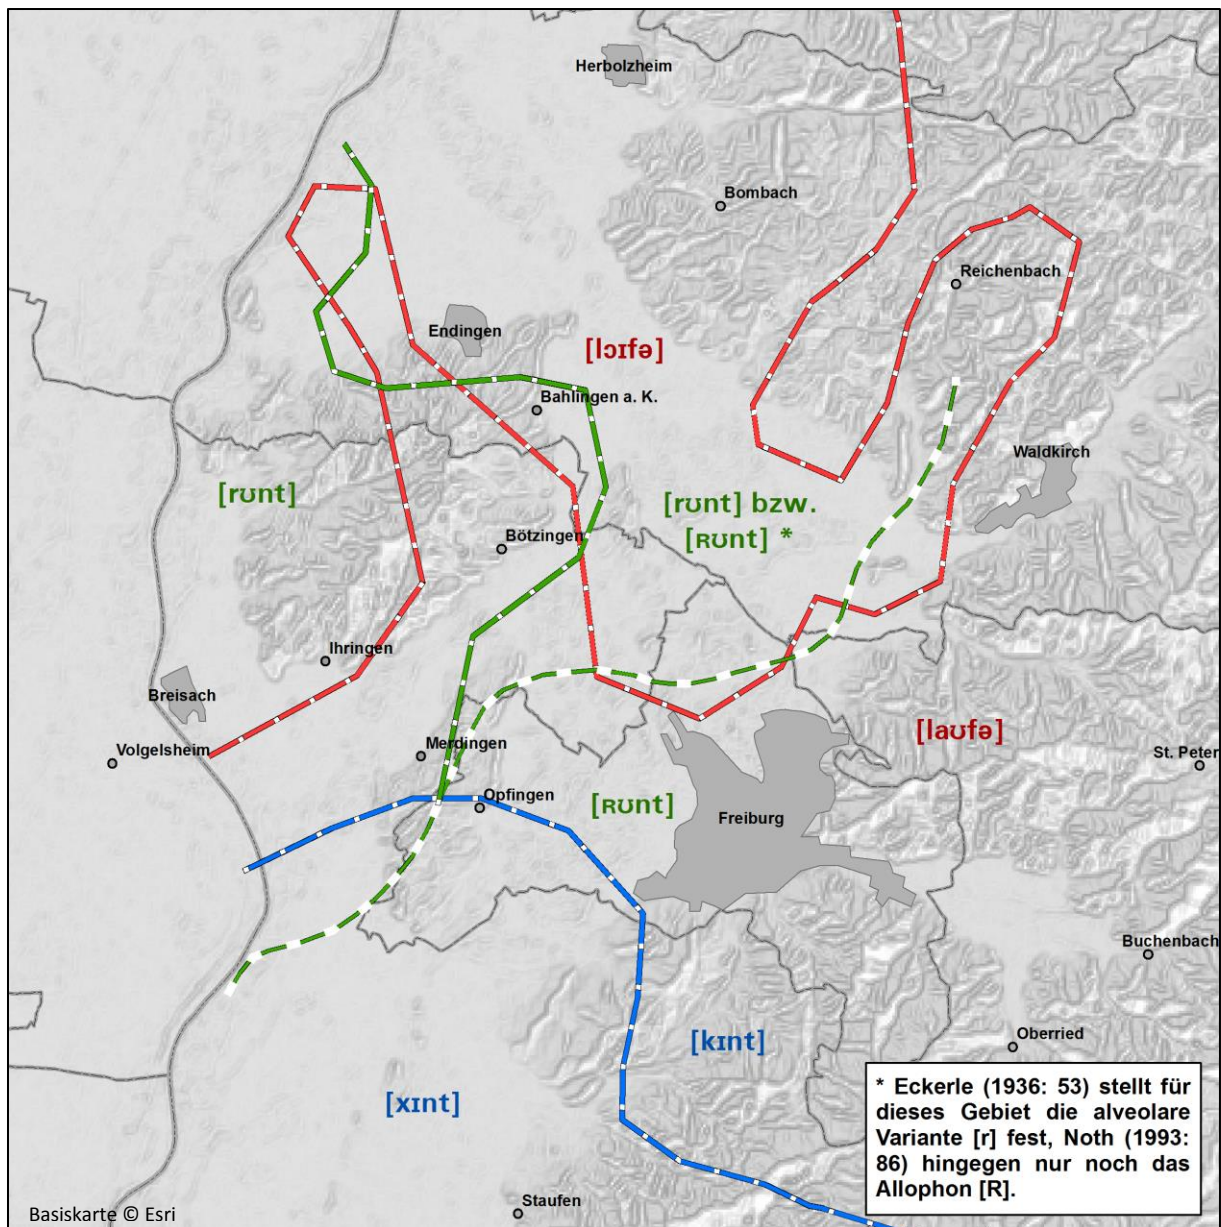 Herbolzheim
Bombach
Reichenbach
Endingen
[lɔɪfə]
Bahlingen a. K.
Waldkirch
[rʊnt]
[rʊnt] bzw.
[ʀʊnt] *
Bötzingen
Ihringen
Breisach
[laʊfə]
Merdingen
Volgelsheim
St. Peter
Opfingen
[ʀʊnt]
Freiburg
Buchenbach
[kɪnt]
Oberried
[xɪnt]
* Eckerle (1936: 53) stellt für
dieses Gebiet die alveolare
Variante [r] fest, Noth (1993:
86) hingegen nur noch das
Allophon [R].
Staufen
Basiskarte © Esri